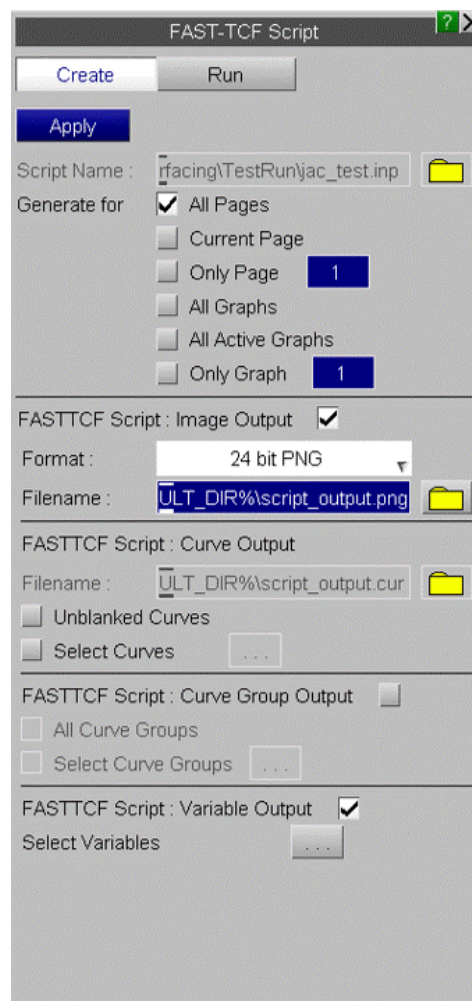 FAST-TCF Script ? X
Create Run
Apply
Script Name : rfacing\TestRun\jac_test.inp
Generate for All Pages
Current Page
Only Page 1
All Graphs
All Active Graphs
Only Graph 1
FASTTCF Script : Image Output
Format : 24 bit PNG
Filename : ULT_DIR%\script_output.png
FASTTCF Script : Curve Output
Filename : ULT_DIR%\script_output.cur
Unblanked Curves
Select Curves ...
FASTTCF Script : Curve Group Output
All Curve Groups
Select Curve Groups ...
FASTTCF Script : Variable Output
Select Variables ...